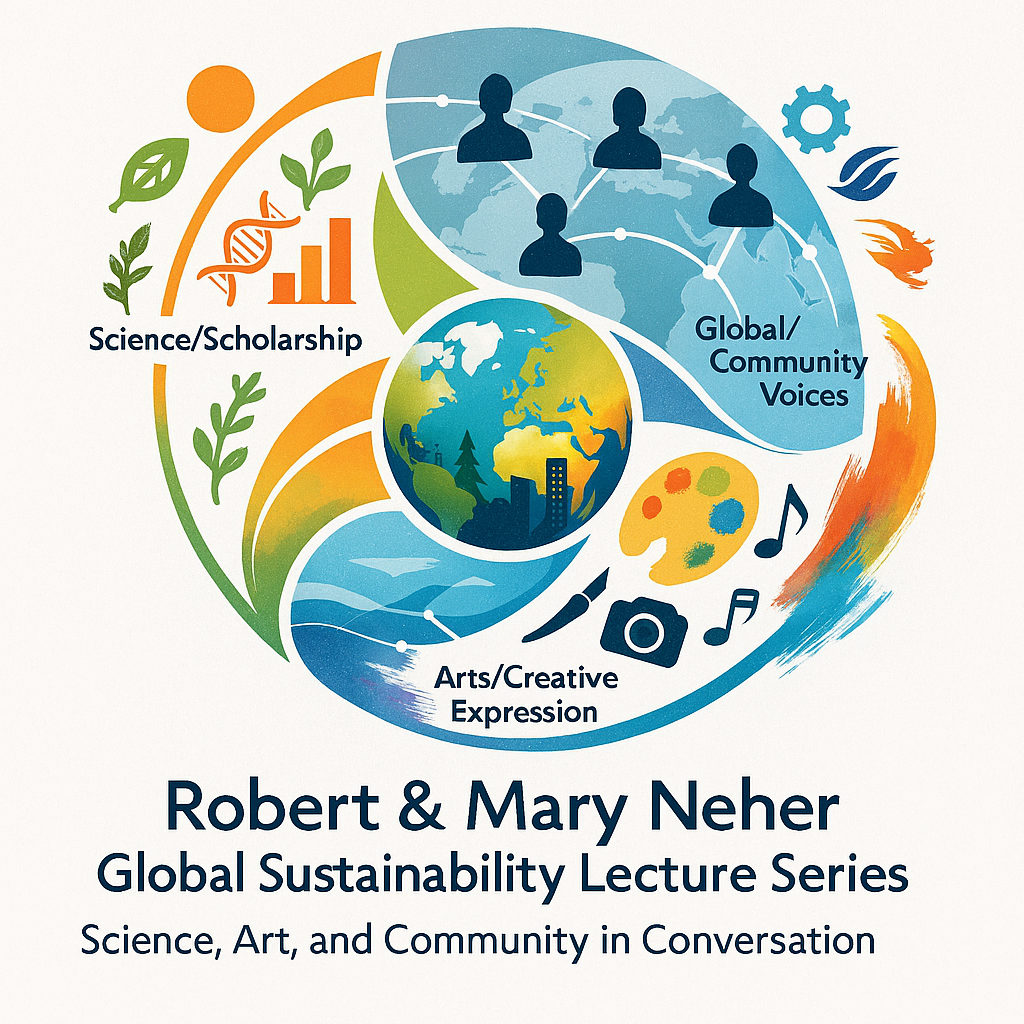 Science/Scholarship
Global/
Community
Voices
Arts/Creative
Expression
Robert & Mary Neher
Global Sustainability Lecture Series
Science, Art, and Community in Conversation